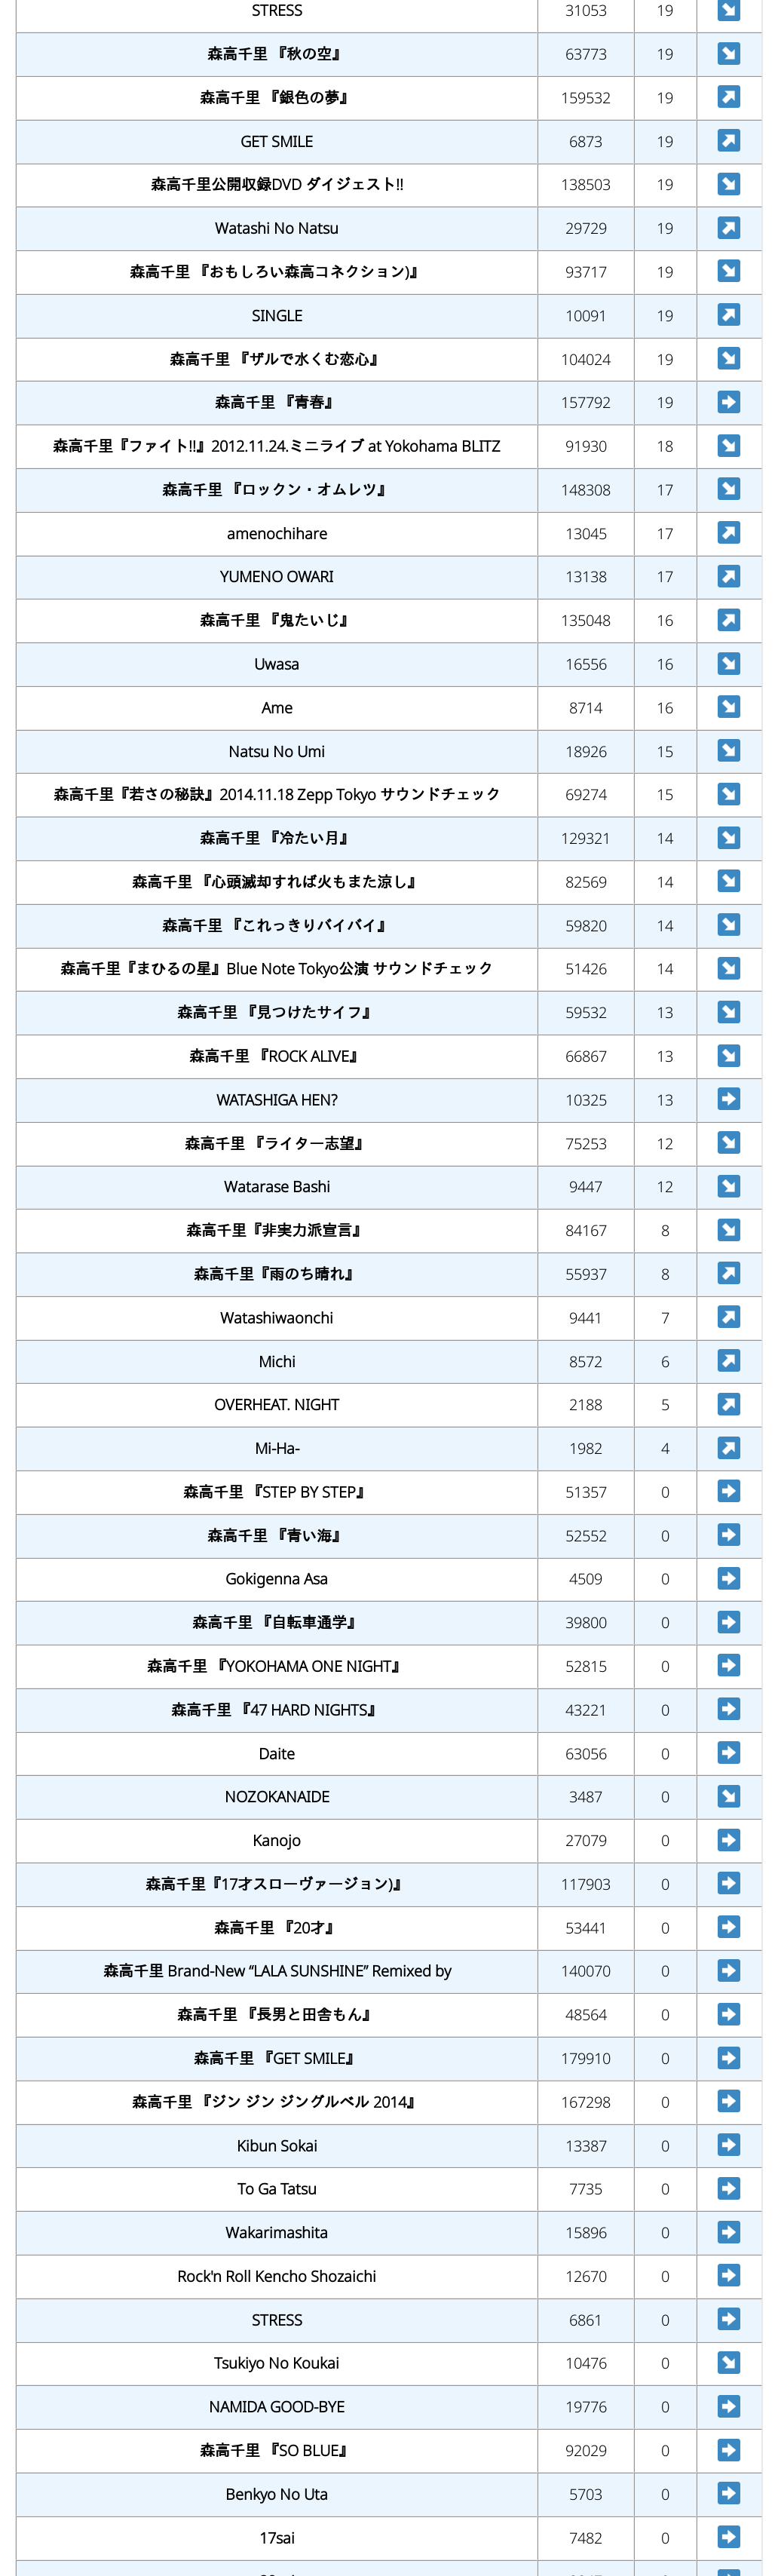 STRESS 31053 19
森高千里 『秋の空』 63773 19
森高千里 『銀色の夢』 159532 19
GET SMILE 6873 19
森高千里公開収録DVD ダイジェスト!! 138503 19
Watashi No Natsu 29729 19
森高千里 『おもしろい森高コネクション)』 93717 19
SINGLE 10091 19
森高千里 『ザルで水くむ恋心』 104024 19
森高千里 『青春』 157792 19
森高千里『ファイト!!』2012.11.24.ミニライブ at Yokohama BLITZ 91930 18
森高千里 『ロックン・オムレツ』 148308 17
amenochihare 13045 17
YUMENO OWARI 13138 17
森高千里 『鬼たいじ』 135048 16
Uwasa 16556 16
Ame 8714 16
Natsu No Umi 18926 15
森高千里『若さの秘訣』2014.11.18 Zepp Tokyo サウンドチェック 69274 15
森高千里 『冷たい月』 129321 14
森高千里 『心頭滅却すれば火もまた涼し』 82569 14
森高千里 『これっきりバイバイ』 59820 14
森高千里『まひるの星』Blue Note Tokyo公演 サウンドチェック 51426 14
森高千里 『見つけたサイフ』 59532 13
森高千里 『ROCK ALIVE』 66867 13
WATASHIGA HEN? 10325 13
森高千里 『ライター志望』 75253 12
Watarase Bashi 9447 12
森高千里『非実力派宣言』 84167 8
森高千里『雨のち晴れ』 55937 8
Watashiwaonchi 9441 7
Michi 8572 6
OVERHEAT. NIGHT 2188 5
Mi-Ha- 1982 4
森高千里 『STEP BY STEP』 51357 0
森高千里 『青い海』 52552 0
Gokigenna Asa 4509 0
森高千里 『自転車通学』 39800 0
森高千里 『YOKOHAMA ONE NIGHT』 52815 0
森高千里 『47 HARD NIGHTS』 43221 0
Daite 63056 0
NOZOKANAIDE 3487 0
Kanojo 27079 0
森高千里『17才スローヴァージョン)』 117903 0
森高千里 『20才』 53441 0
森高千里 Brand-New “LALA SUNSHINE” Remixed by 140070 0
森高千里 『長男と田舎もん』 48564 0
森高千里 『GET SMILE』 179910 0
森高千里 『ジン ジン ジングルベル 2014』 167298 0
Kibun Sokai 13387 0
To Ga Tatsu 7735 0
Wakarimashita 15896 0
Rock'n Roll Kencho Shozaichi 12670 0
STRESS 6861 0
Tsukiyo No Koukai 10476 0
NAMIDA GOOD-BYE 19776 0
森高千里 『SO BLUE』 92029 0
Benkyo No Uta 5703 0
17sai 7482 0